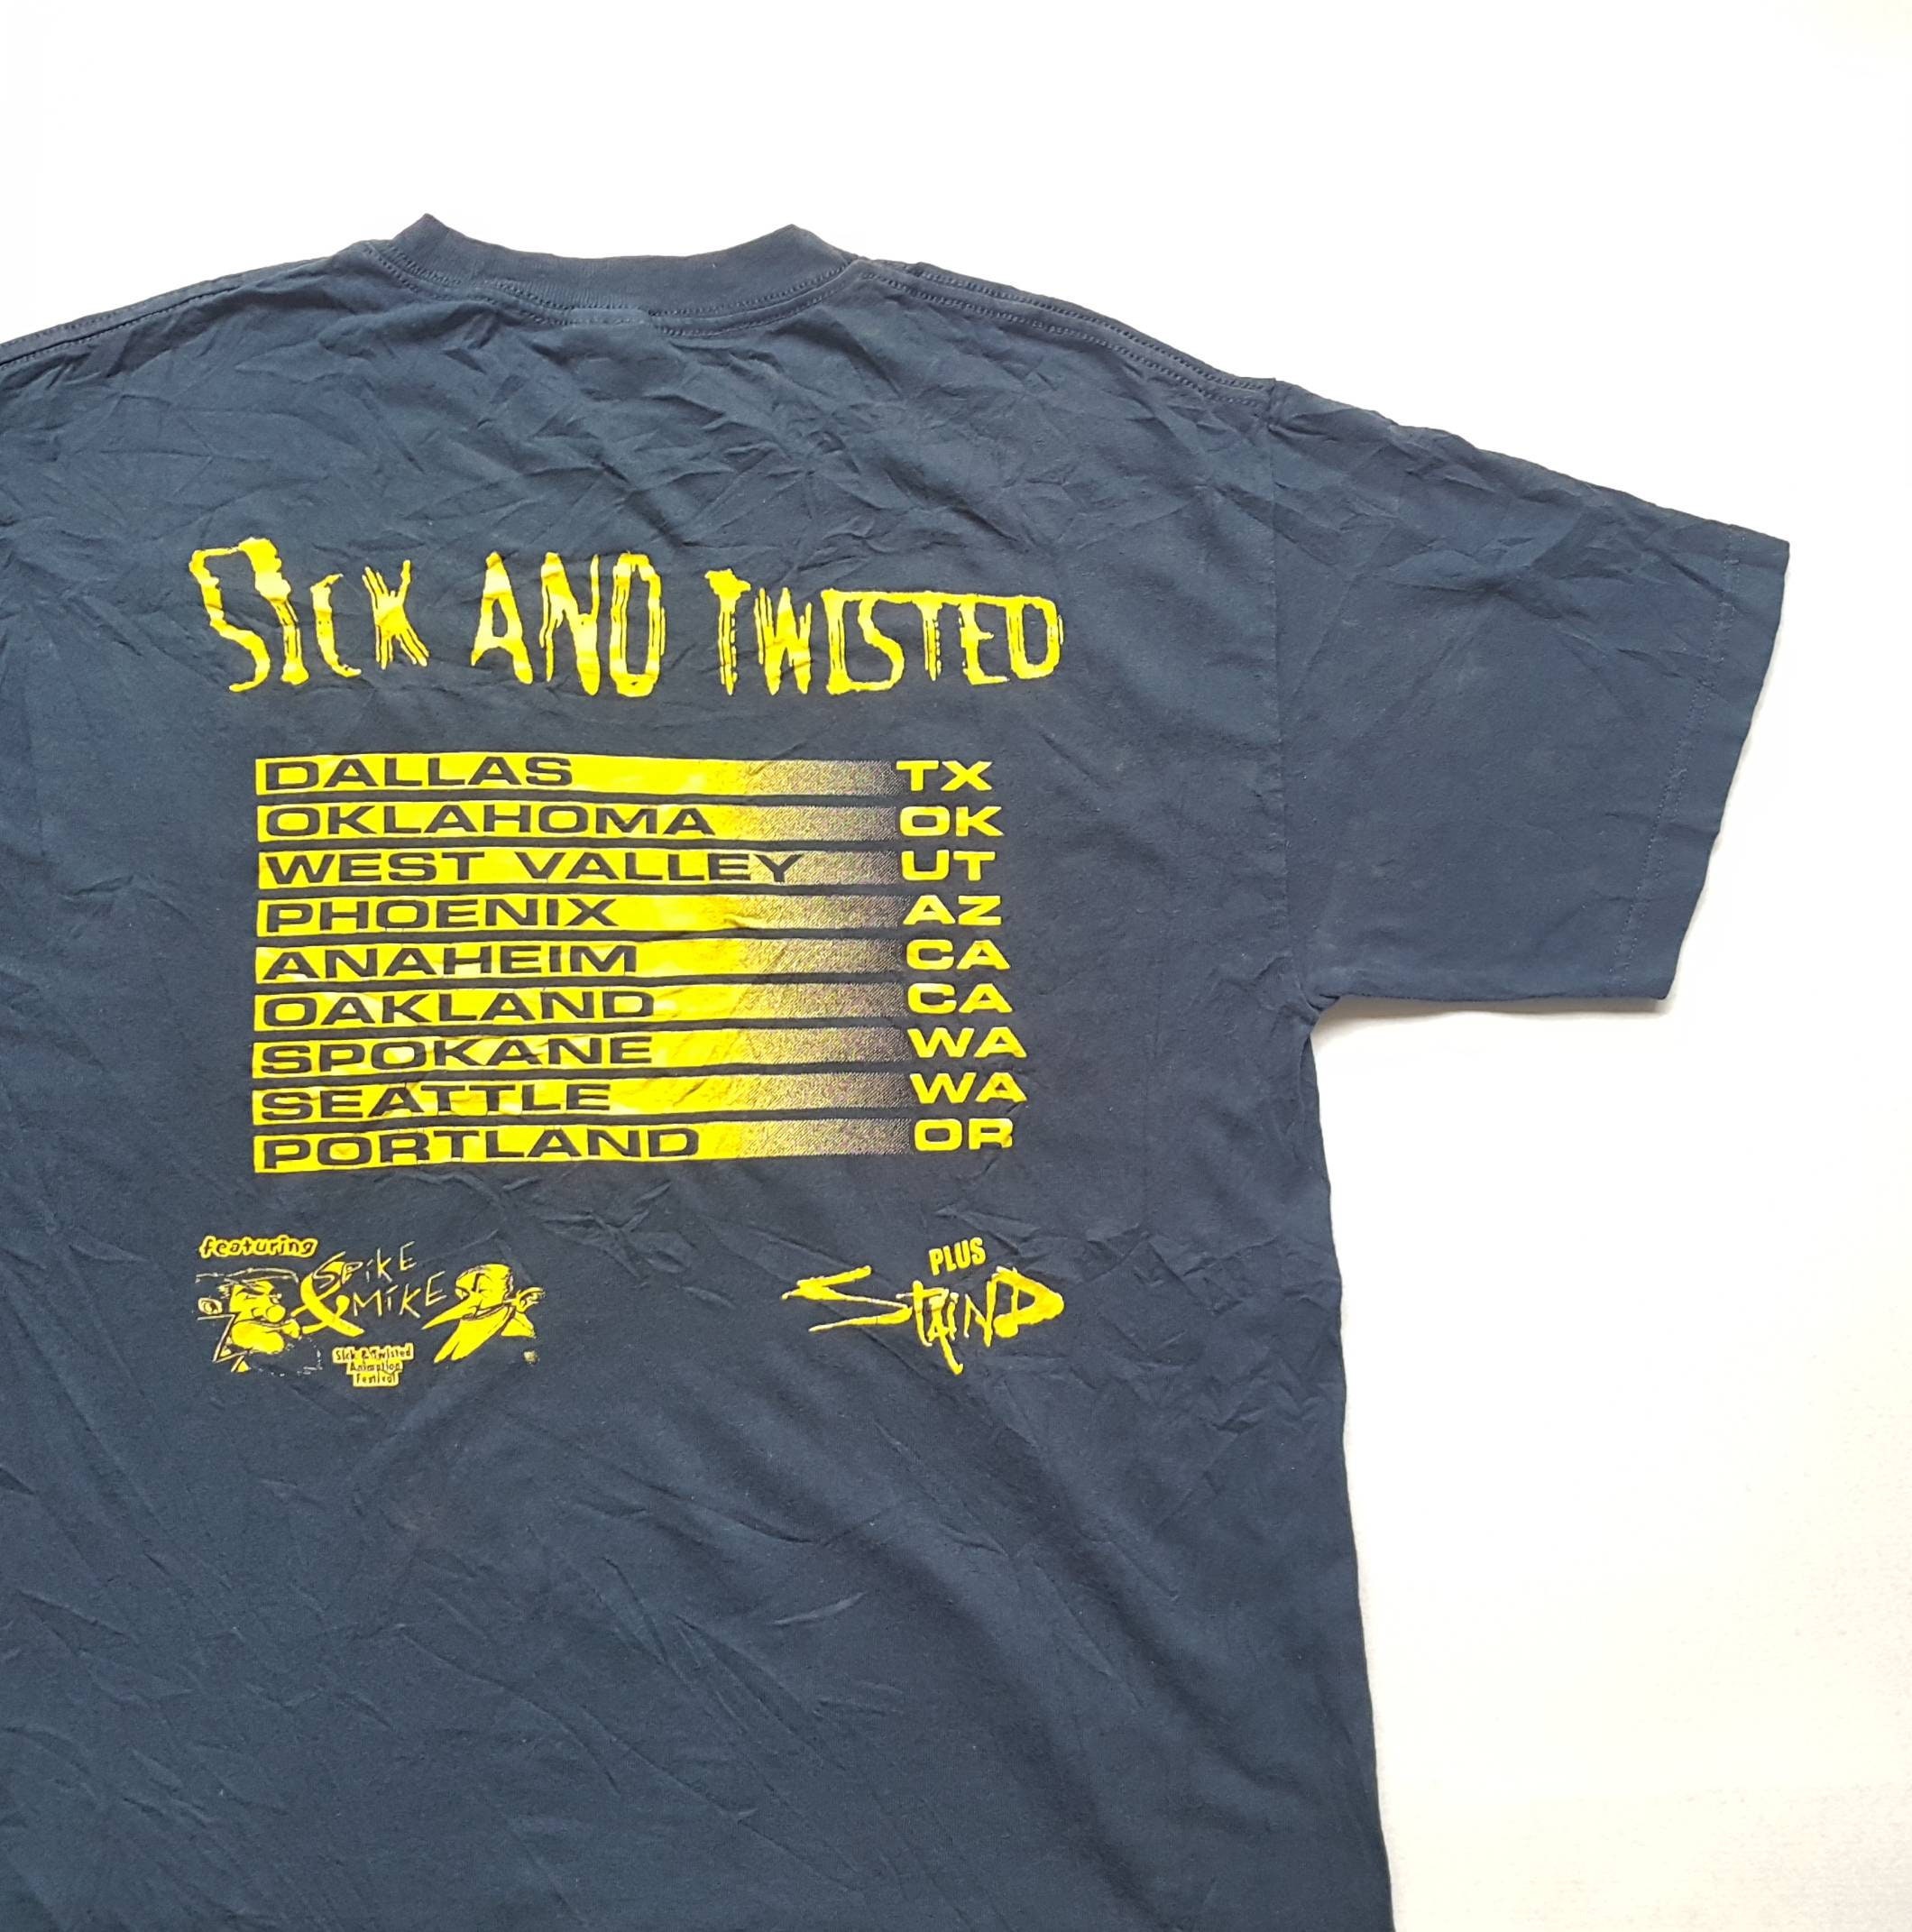 SICK AND TWISTED
DALLAS TX
OKLAHOMA OK
WEST VALLEY UT
PHOENIX AZ
ANAHEIM CA
OAKLAND CA
SPOKANE WA
SEATTLE WA
PORTLAND OR
featuring
SPIKE
& MIKE
Sick & Twisted
Animation
Festival
PLUS
STAIND